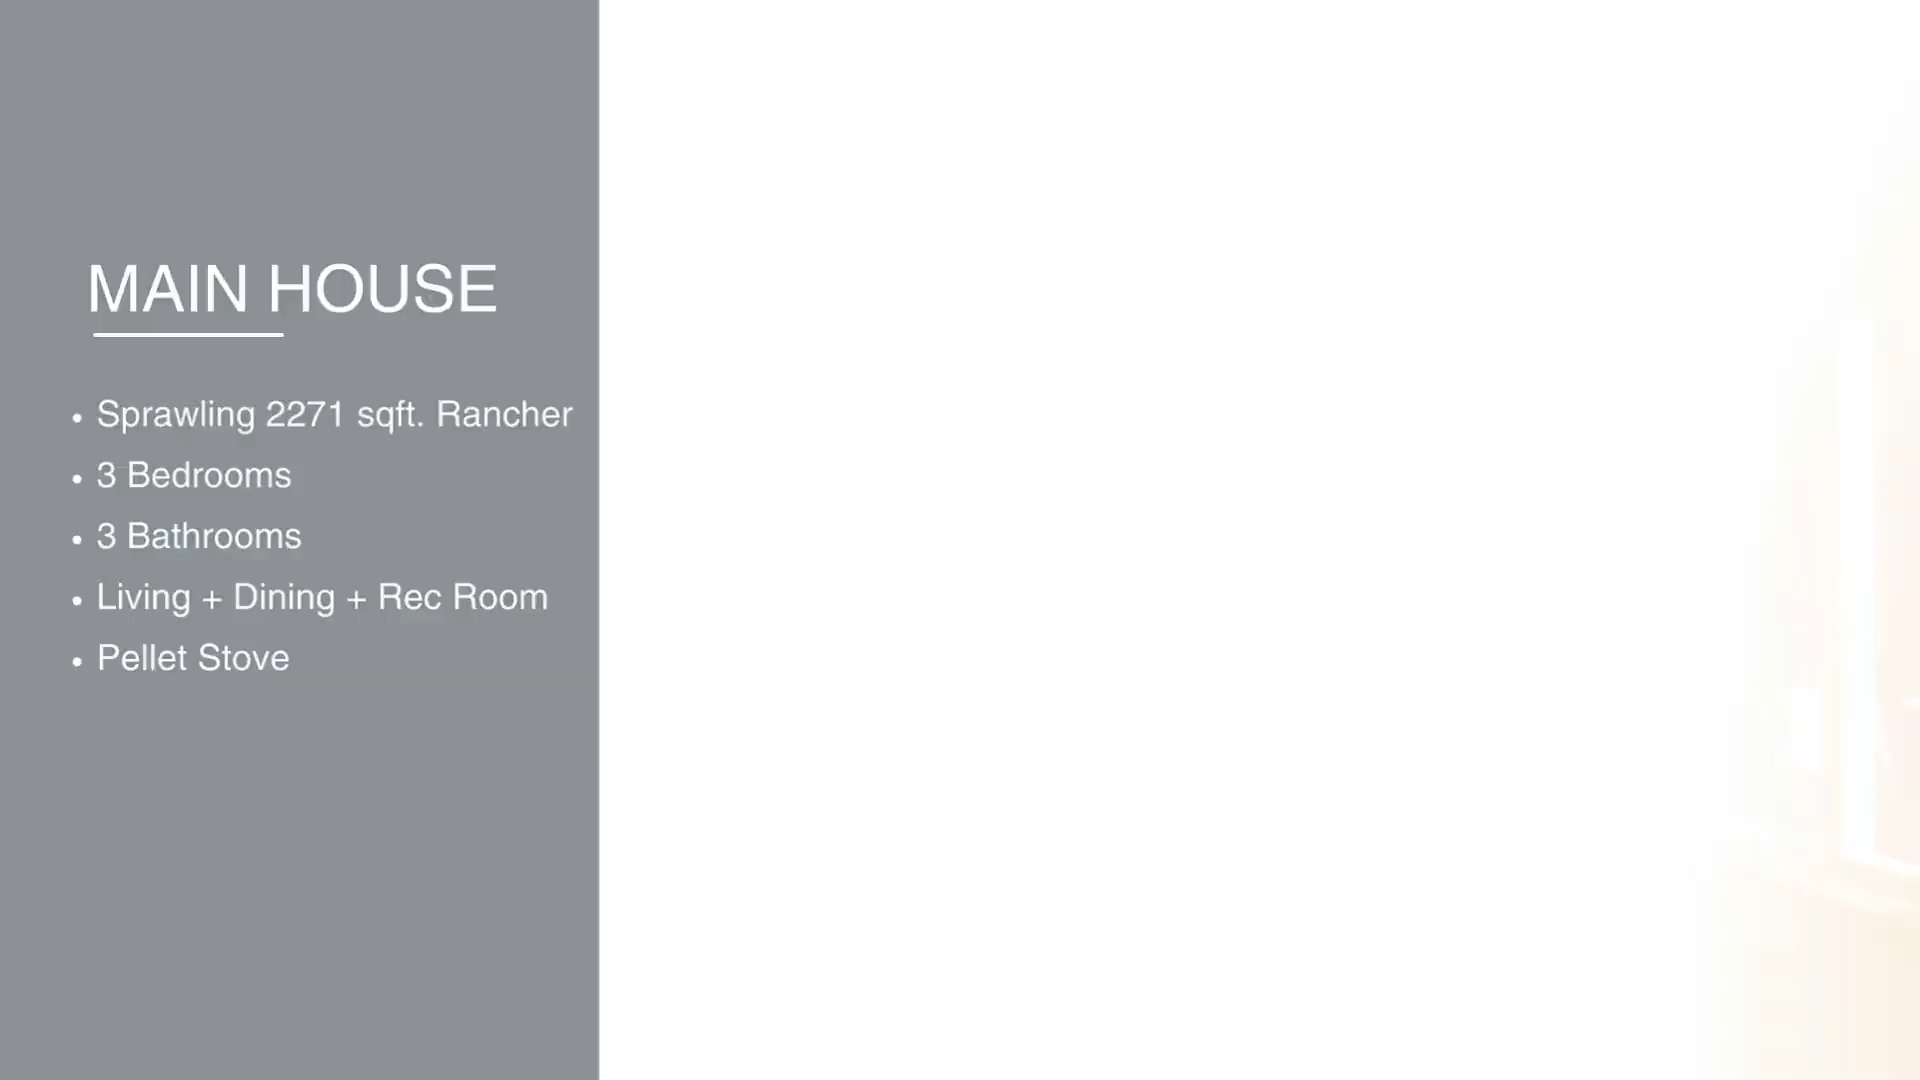 MAIN HOUSE
• Sprawling 2271 sqft. Rancher
• 3 Bedrooms
• 3 Bathrooms
• Living + Dining + Rec Room
• Pellet Stove